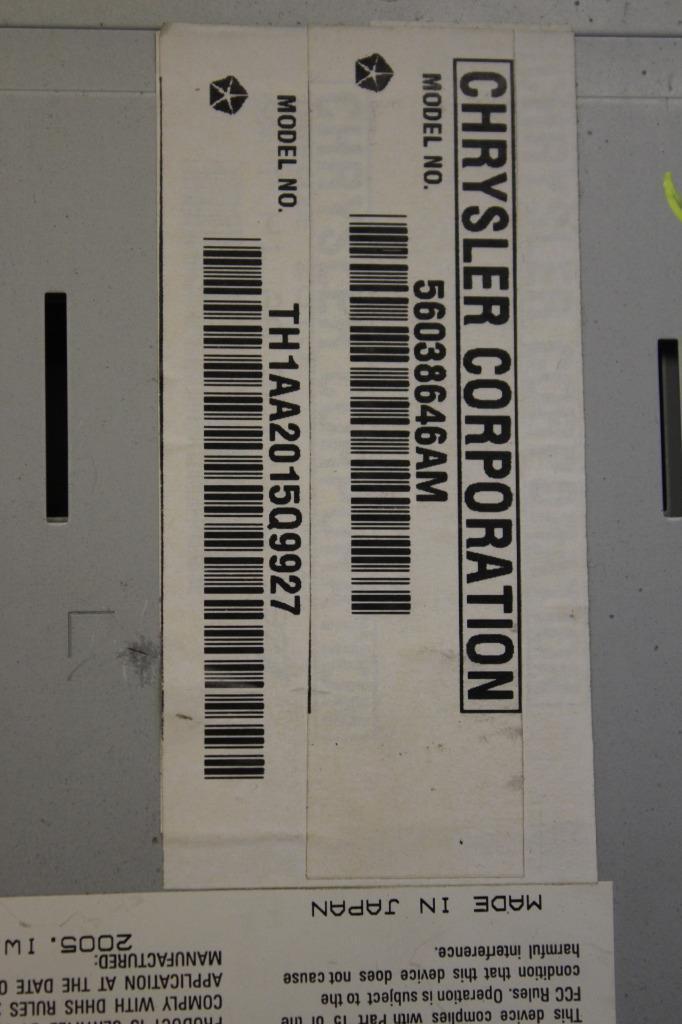 CHRYSLER CORPORATION
MODEL NO.
56038646AM
MODEL NO.
TH1AA2015Q9927
MADE IN JAPAN
This device complies with Part 15 of the
FCC Rules. Operation is subject to the
condition that this device does not cause
harmful interference.
COMPLY WITH DHHS RULES
APPLICATION AT THE DATE O
MANUFACTURED:
2005. IW